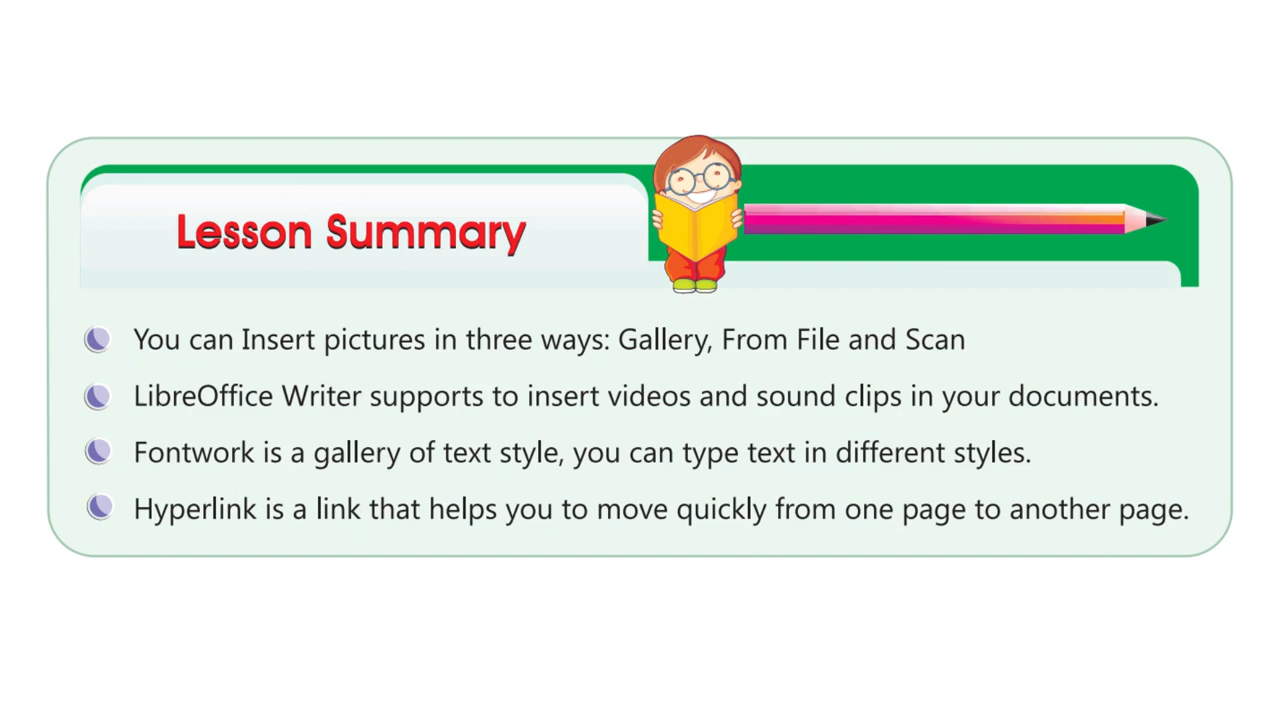 Lesson Summary
You can Insert pictures in three ways: Gallery, From File and Scan
LibreOffice Writer supports to insert videos and sound clips in your documents.
Fontwork is a gallery of text style, you can type text in different styles.
Hyperlink is a link that helps you to move quickly from one page to another page.